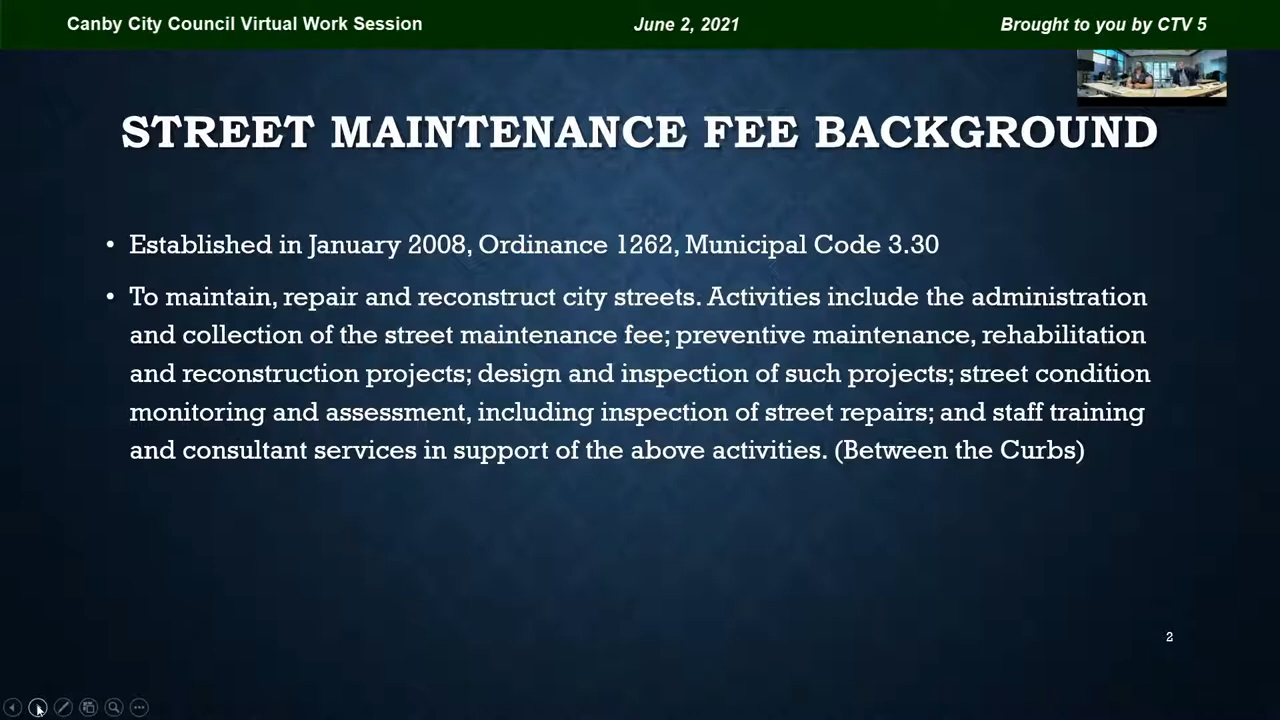 Canby City Council Virtual Work Session
June 2, 2021
Brought to you by CTV 5
STREET MAINTENANCE FEE BACKGROUND
• Established in January 2008, Ordinance 1262, Municipal Code 3.30
• To maintain, repair and reconstruct city streets. Activities include the administration
and collection of the street maintenance fee; preventive maintenance, rehabilitation
and reconstruction projects; design and inspection of such projects; street condition
monitoring and assessment, including inspection of street repairs; and staff training
and consultant services in support of the above activities. (Between the Curbs)
2